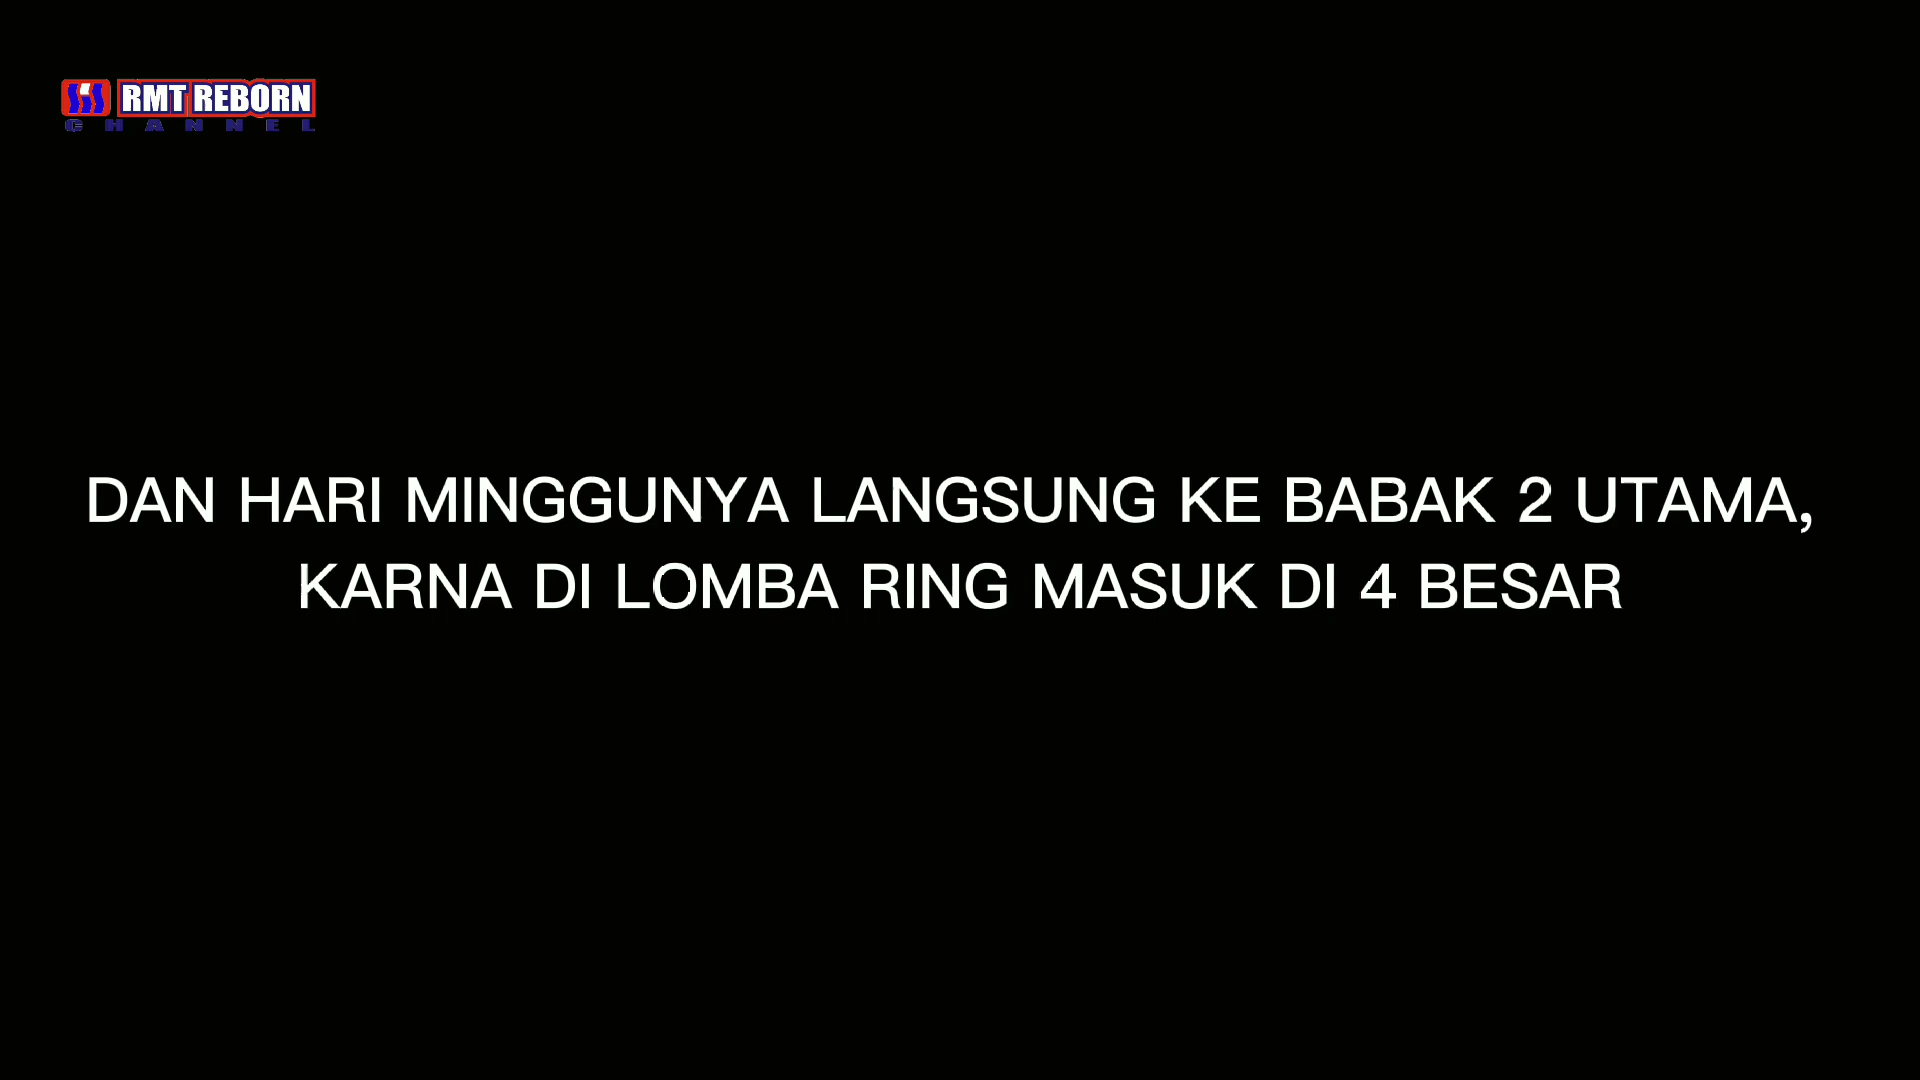 RMT REBORN
CHANNEL
DAN HARI MINGGUNYA LANGSUNG KE BABAK 2 UTAMA,
KARNA DI LOMBA RING MASUK DI 4 BESAR